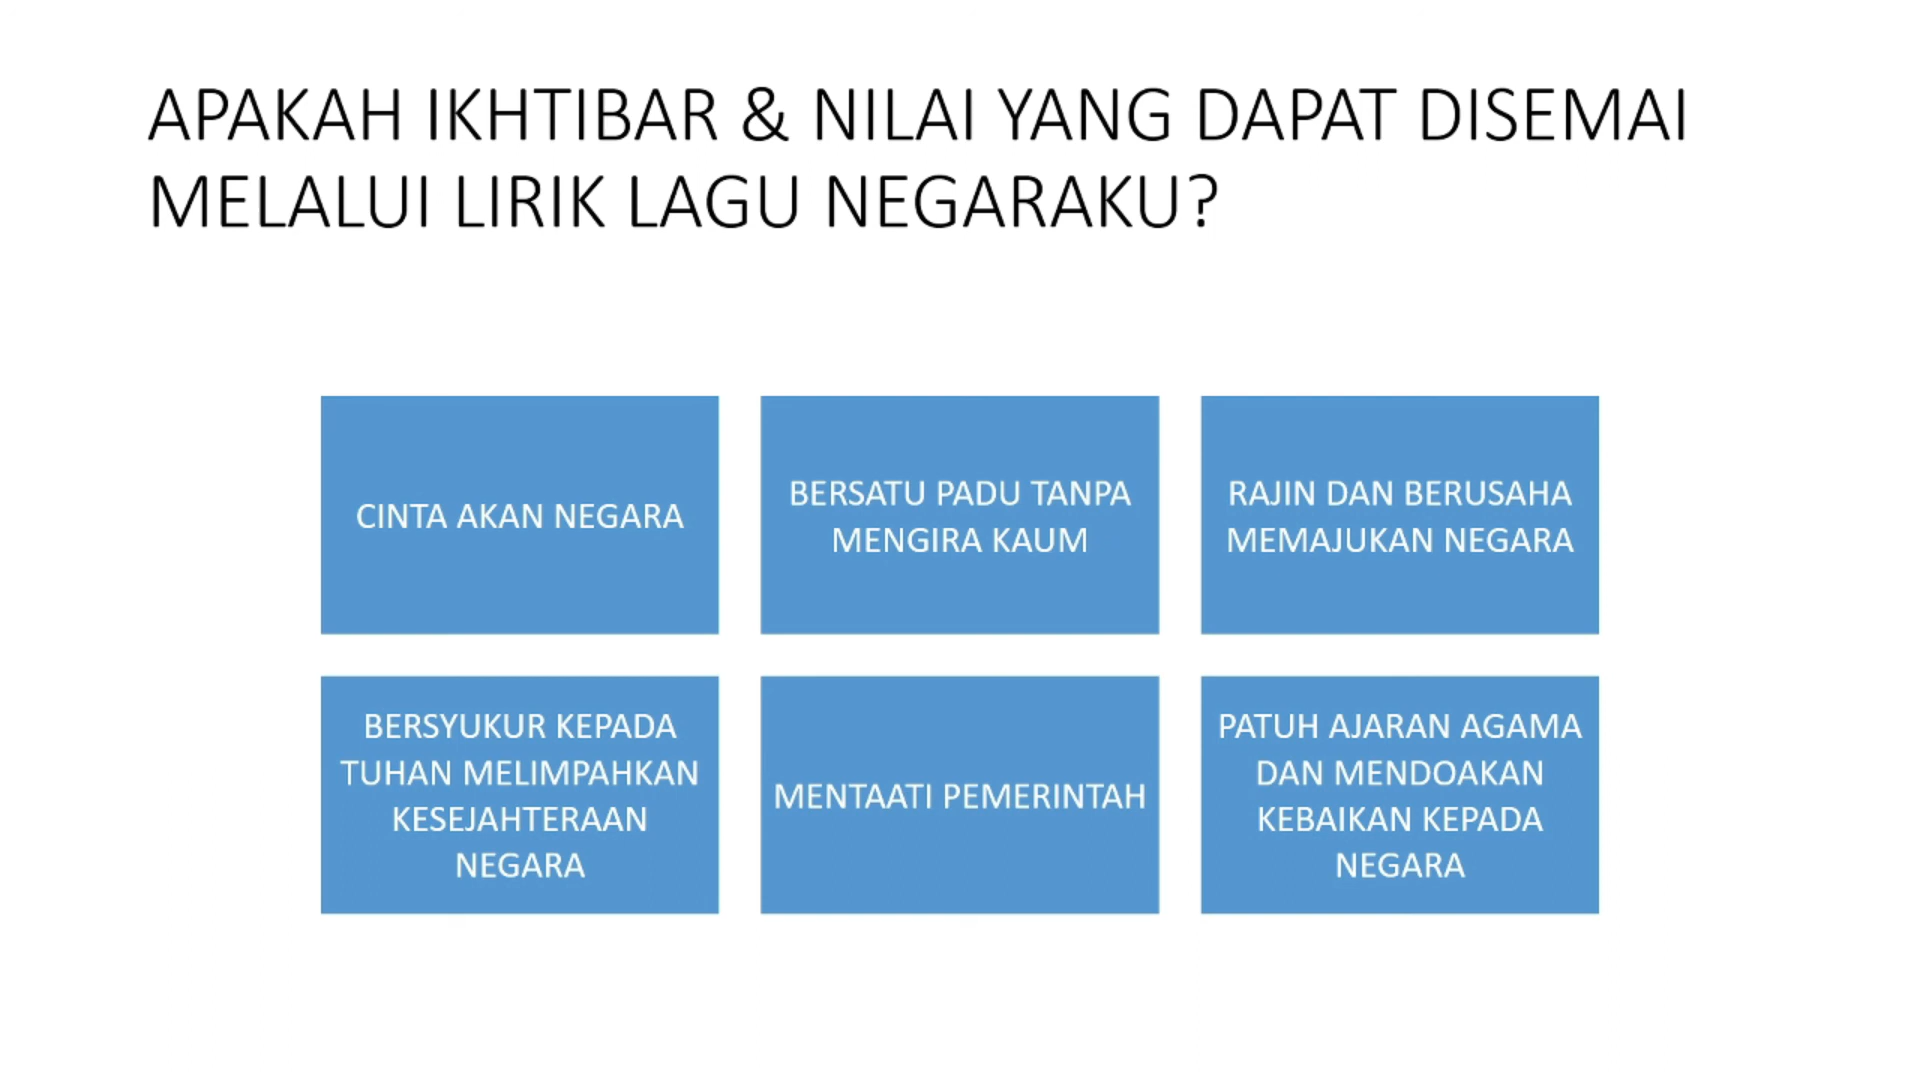 APAKAH IKHTIBAR & NILAI YANG DAPAT DISEMAI
MELALUI LIRIK LAGU NEGARAKU?
CINTA AKAN NEGARA
BERSATU PADU TANPA
MENGIRA KAUM
RAJIN DAN BERUSAHA
MEMAJUKAN NEGARA
BERSYUKUR KEPADA
TUHAN MELIMPAHKAN
KESEJAHTERAAN
NEGARA
MENTAATI PEMERINTAH
PATUH AJARAN AGAMA
DAN MENDOAKAN
KEBAIKAN KEPADA
NEGARA